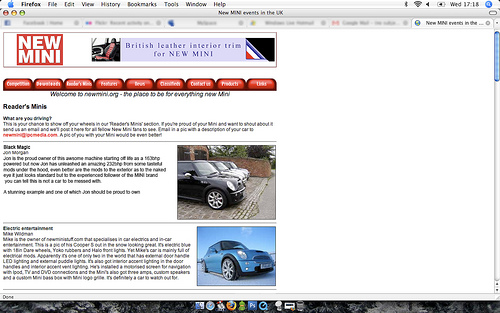 Firefox File Edit View History Bookmarks Tools Window Help Wed 17:18
New MINI events in the UK
New MINI events in the UK
NEW
MINI
British leather interior trim
for NEW MINI
Competition Downloads Reader's Minis Features News Classifieds Contact us Products Links
Welcome to newmini.org - the place to be for everything new Mini
Reader's Minis
What are you driving?
This is your chance to show off your wheels in our 'Reader's Minis' section. If you're proud of your Mini and want to shout about it
send us an email and we'll post it here for all fellow New Mini fans to see. Email in a pic with a description of your car to
newmini@ipcmedia.com. A pic of you with your Mini would be even better.
Black Magic
Jon Morgan
Jon is the proud owner of this awesome machine starting off life as a 163bhp
powered but now Jon has unleashed an amazing 232bhp from some tasteful
mods under the hood, even better are the mods to the exterior as to the naked
eye it just looks standard but to the experienced follower of the MINI brand
you can tell this is not a car to be messed with.
A stunning example and one of which Jon should be proud to own
Electric entertainment
Mike Wildman
Mike is the owner of newministuff.com that specialises in car electrics and in-car
entertainment. This is a pic of his Cooper S out in the snow looking great. It's electric blue
with 18in Dare wheels, Yoko rubbers and Halo front lights. Yet Mike's car is mainly full of
electrical mods. Apparently it's one of only two in the world that has external door handle
LED lighting and external puddle lights. It's also got interior accent lighting in the door
handles and interior accent vent lighting. He's installed a motorised screen for navigation
with Ipod, TV and DVD connections and the Mini's also got three amps, custom speakers
and a custom Mini bass box with Mini logo grille. It's definitely a car to watch out for.
Done